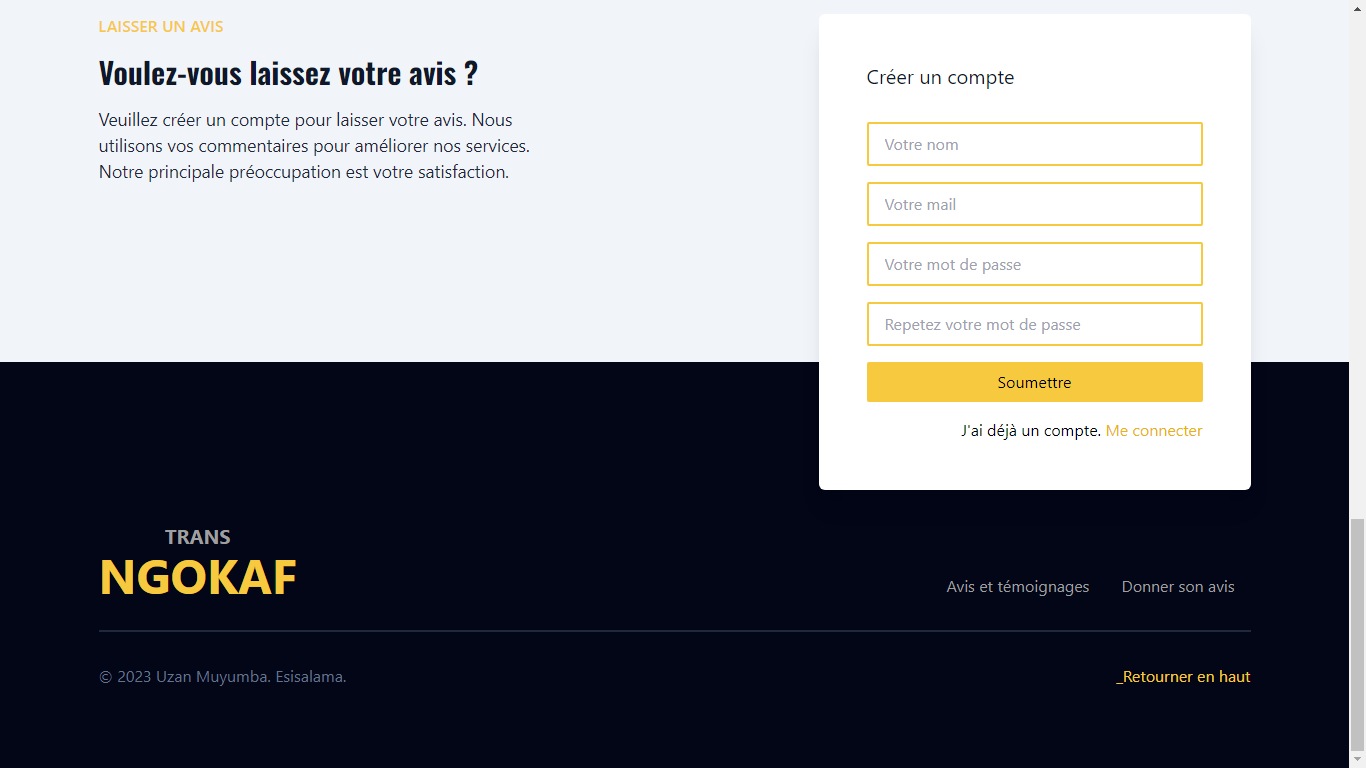 LAISSER UN AVIS
Voulez-vous laissez votre avis ?
Veuillez créer un compte pour laisser votre avis. Nous
utilisons vos commentaires pour améliorer nos services.
Notre principale préoccupation est votre satisfaction.
Créer un compte
Votre nom
Votre mail
Votre mot de passe
Repetez votre mot de passe
Soumettre
J'ai déjà un compte. Me connecter
TRANS
NGOKAF
Avis et témoignages
Donner son avis
© 2023 Uzan Muyumba. Esisalama.
_Retourner en haut